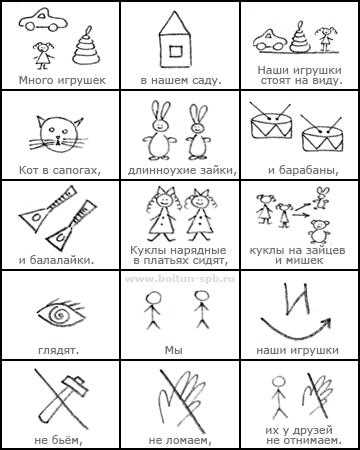 Много игрушек
в нашем саду.
Наши игрушки
стоят на виду.
Кот в сапогах,
длинноухие зайки,
и барабаны,
и балалайки.
Куклы нарядные
в платьях сидят,
куклы на зайцев
и мишек
www.boltun-spb.ru
глядят.
Мы
И
наши игрушки
не бьём,
не ломаем,
их у друзей
не отнимаем.